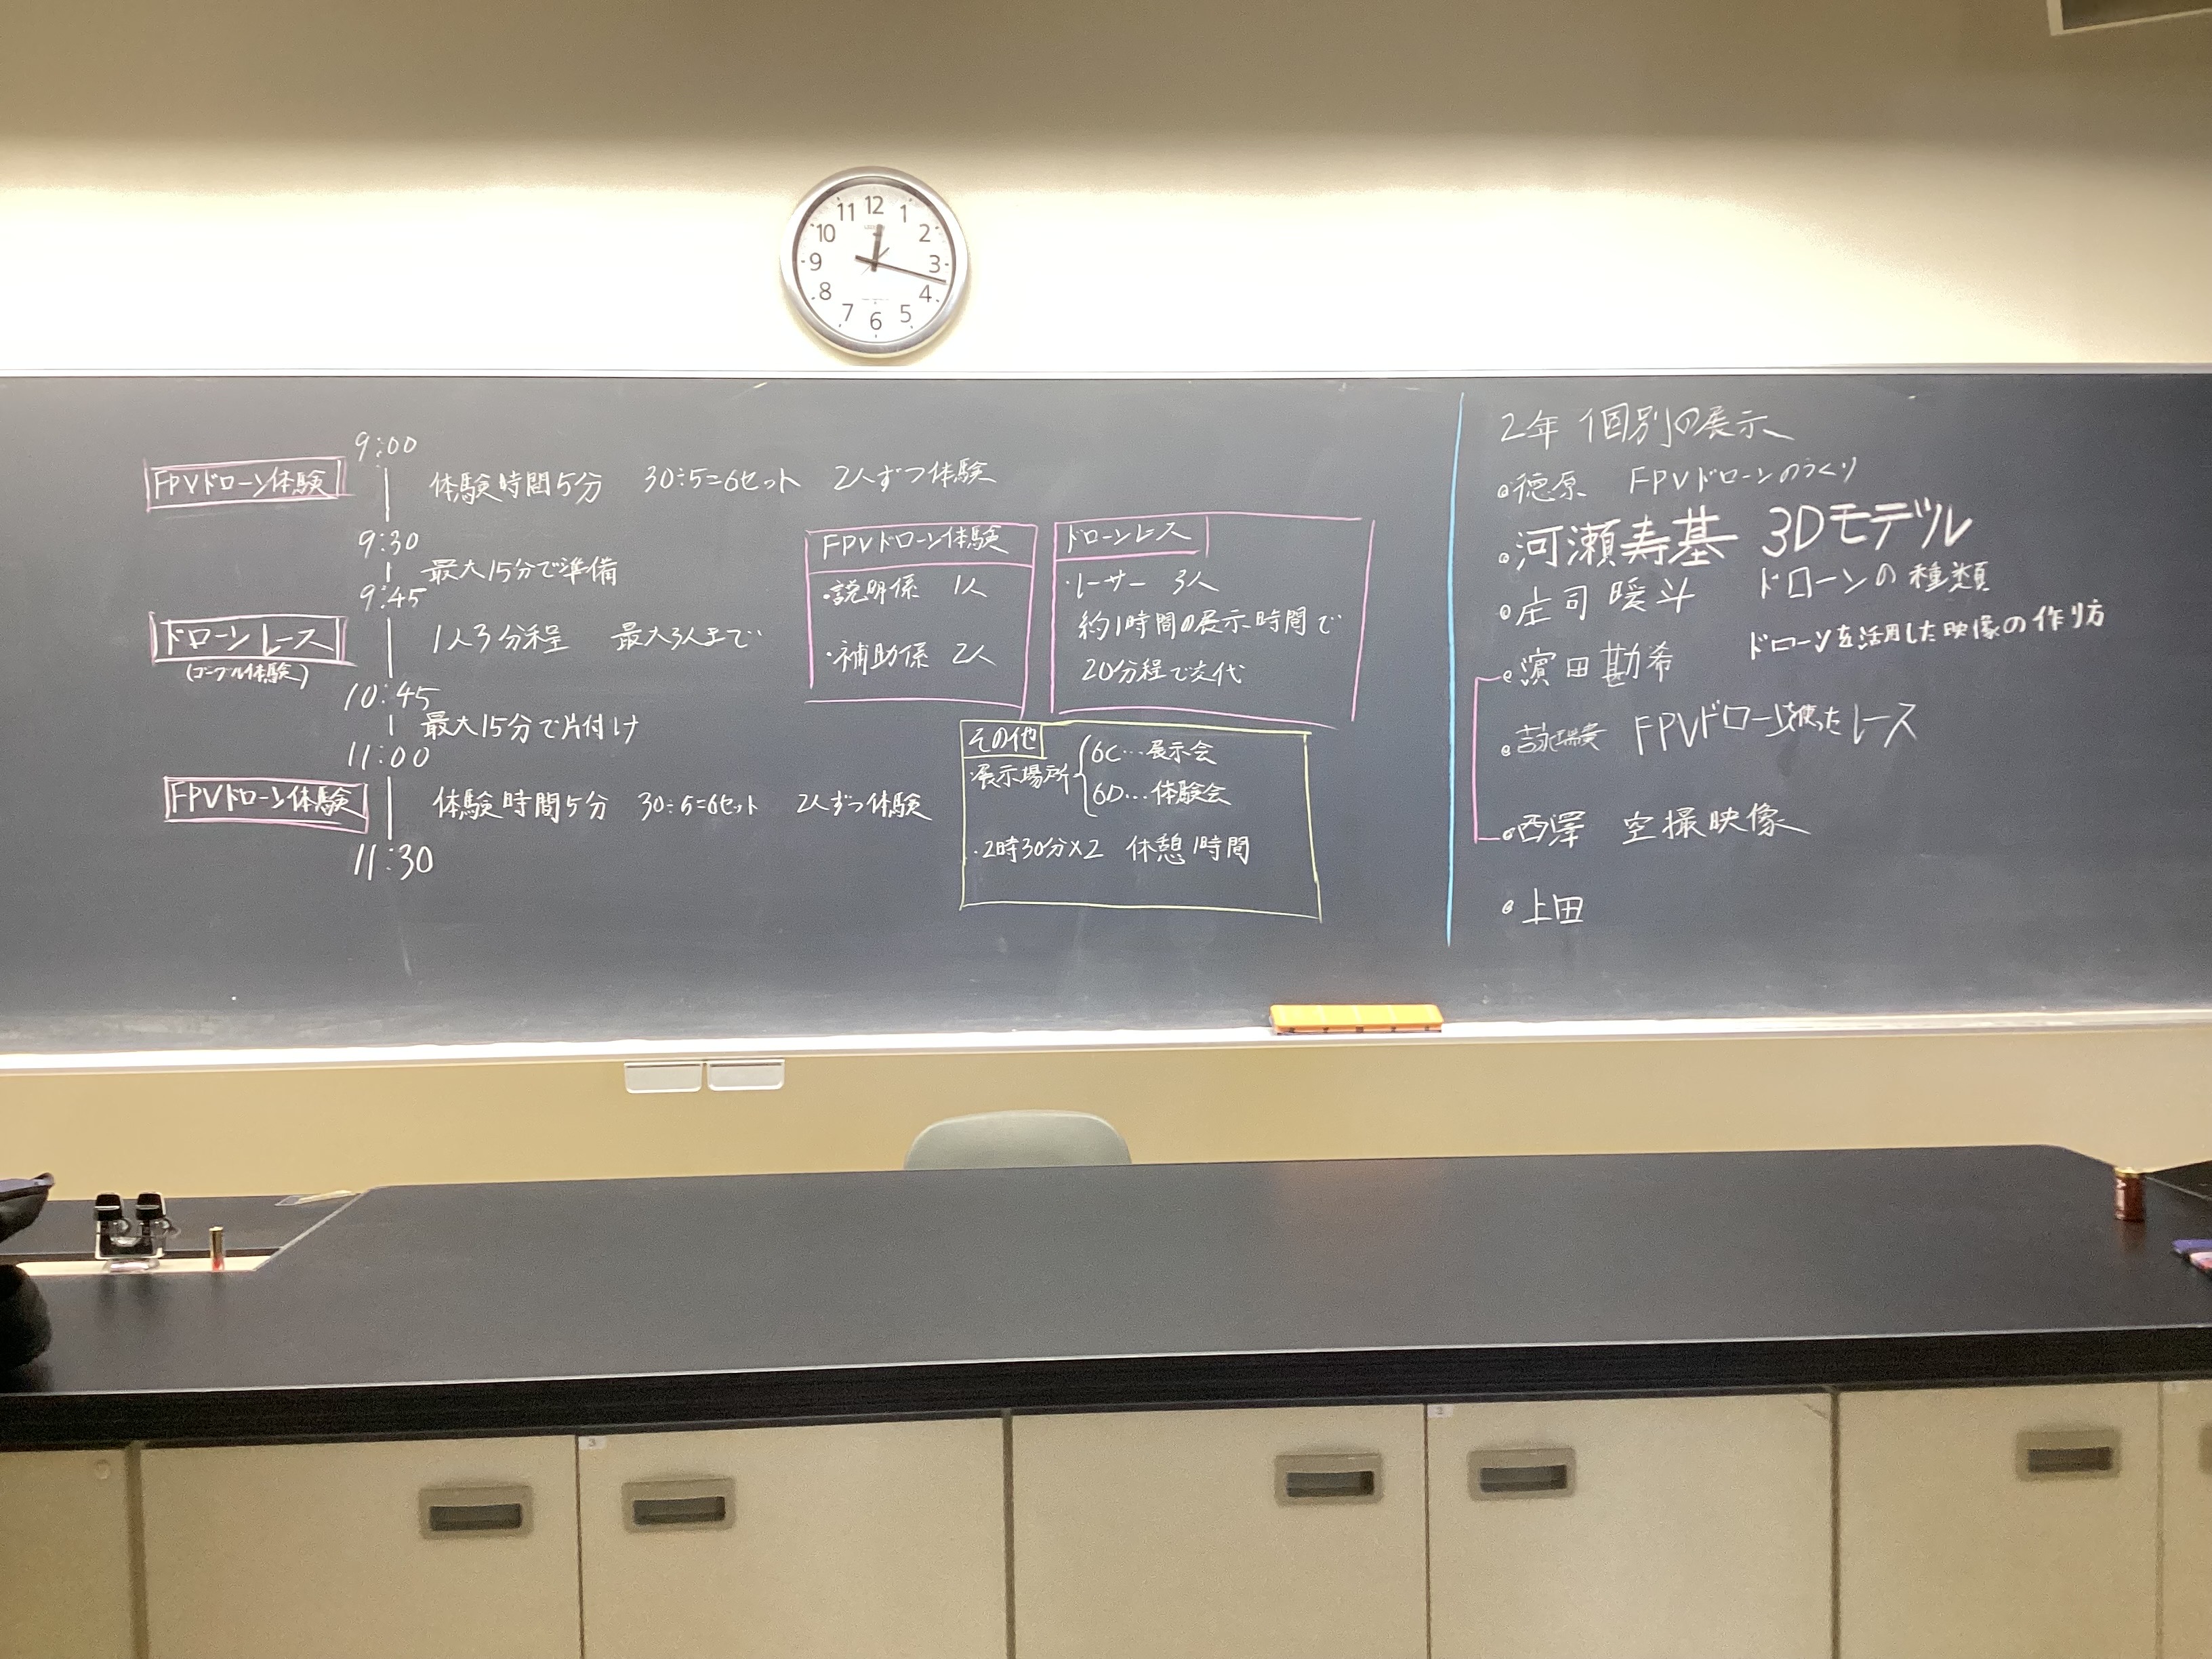 12
11
1
10
2
9
3
8
4
7
5
6
9:00
FPVドローン体験
体験時間5分 30÷5=6セット 2人ずつ体験
9:30
最大15分で準備
9:45
ドローンレース
(ゴーグル体験)
1人3分程 最大3人まで
10:45
最大15分で片付け
11:00
FPVドローン体験
体験時間5分 30÷5=6セット 2人ずつ体験
11:30
FPVドローン体験
・説明係 1人
・補助係 2人
ドローンレース
・レーサー 3人
約1時間の展示時間で
20分程で交代
その他
・展示場所
6C…展示会
6D…体験会
・2時30分×2 休憩1時間
2年 個別の展示
徳原 FPVドローンのつくり
河瀬寿基 3Dモデル
庄司暖斗 ドローンの種類
濱田勘希 ドローンを活用した映像の作り方
FPVドローンを使ったレース
西澤 空撮映像
上田
3
2